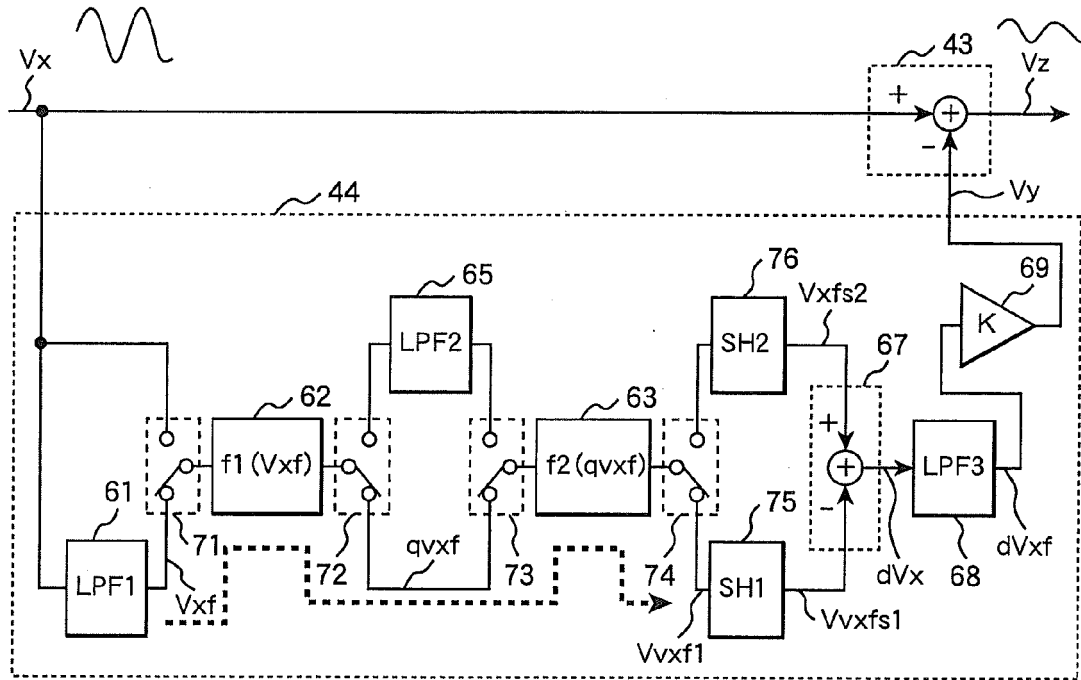 Vx
43
Vz
+
+
−
44
Vy
76
65
69
Vxfs2
LPF2
SH2
K
67
62
63
+
f1(Vxf)
f2(qvxf)
+
LPF3
61
75
−
71
qvxf
LPF1
72
73
74
SH1
dVx
68
dVxf
Vxf
Vvxf1
Vvxfs1